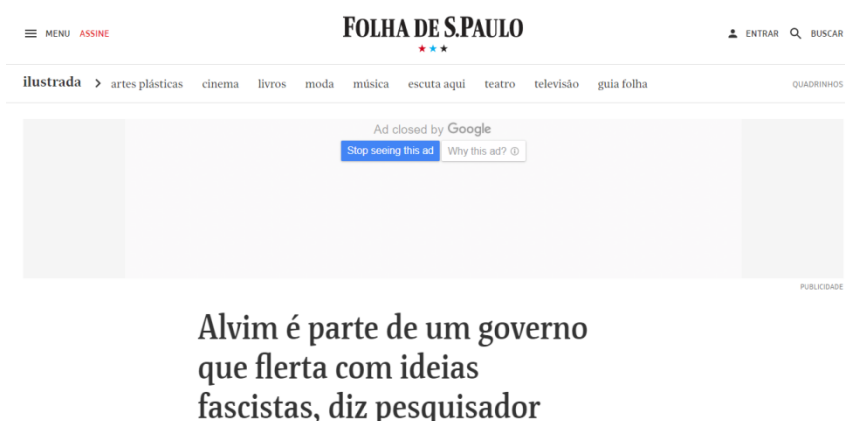 MENU ASSINE FOLHA DE S.PAULO ENTRAR BUSCAR
ilustrada > artes plásticas cinema livros moda música escuta aqui teatro televisão guia folha QUADRINHOS
Ad closed by Google
Stop seeing this ad Why this ad?
PUBLICIDADE
Alvim é parte de um governo
que flerta com ideias
fascistas, diz pesquisador